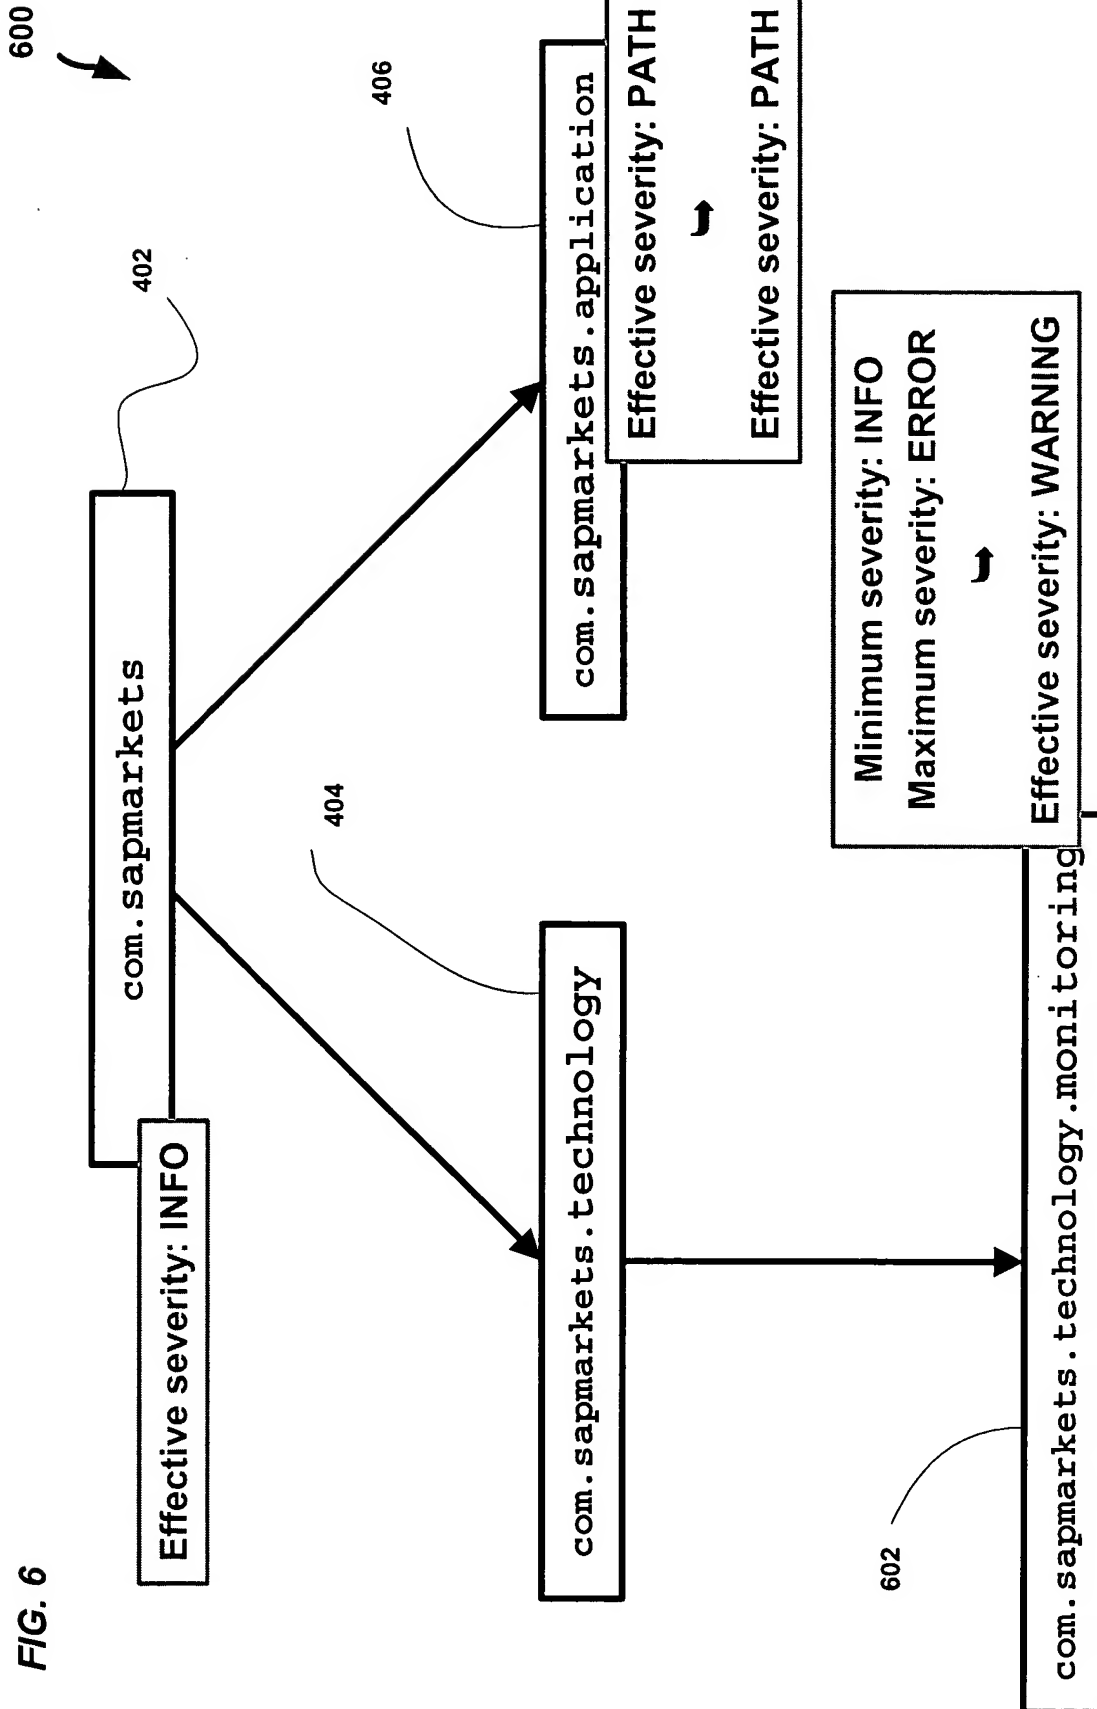 FIG. 6
600
402
com.sapmarkets
Effective severity: INFO
404
406
com.sapmarkets.technology
com.sapmarkets.application
Effective severity: PATH
Effective severity: PATH
602
com.sapmarkets.technology.monitoring
Minimum severity: INFO
Maximum severity: ERROR
Effective severity: WARNING